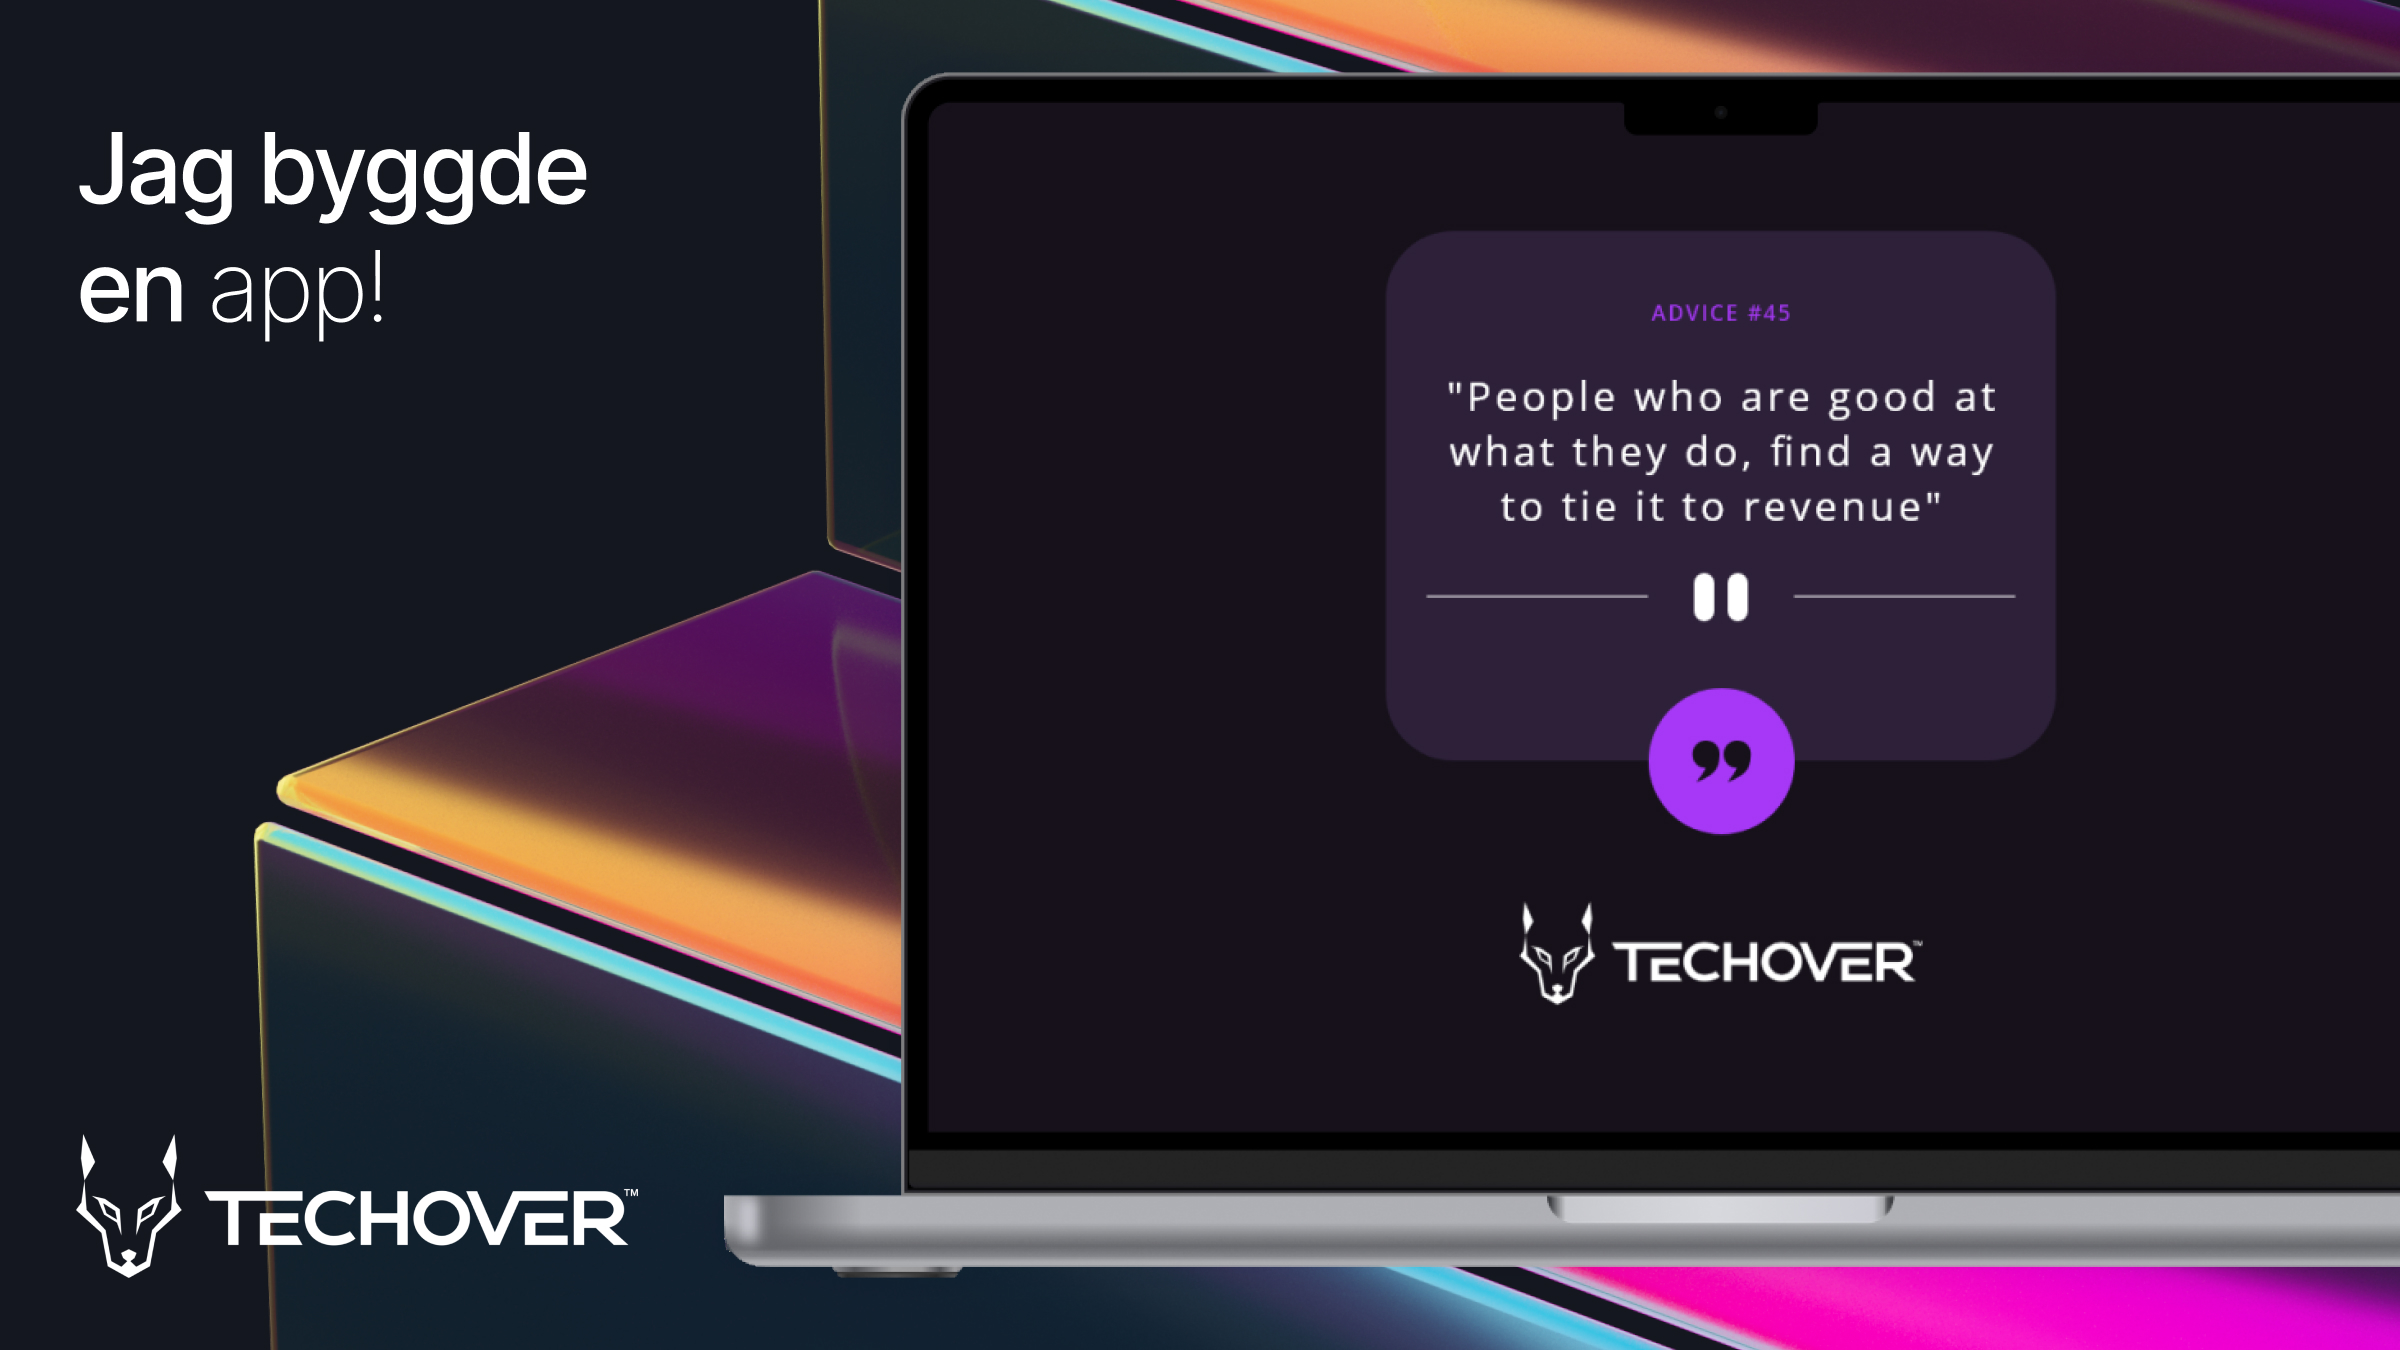 Jag byggde
en app!
ADVICE #45
"People who are good at
what they do, find a way
to tie it to revenue"
TECHOVER™
TECHOVER™